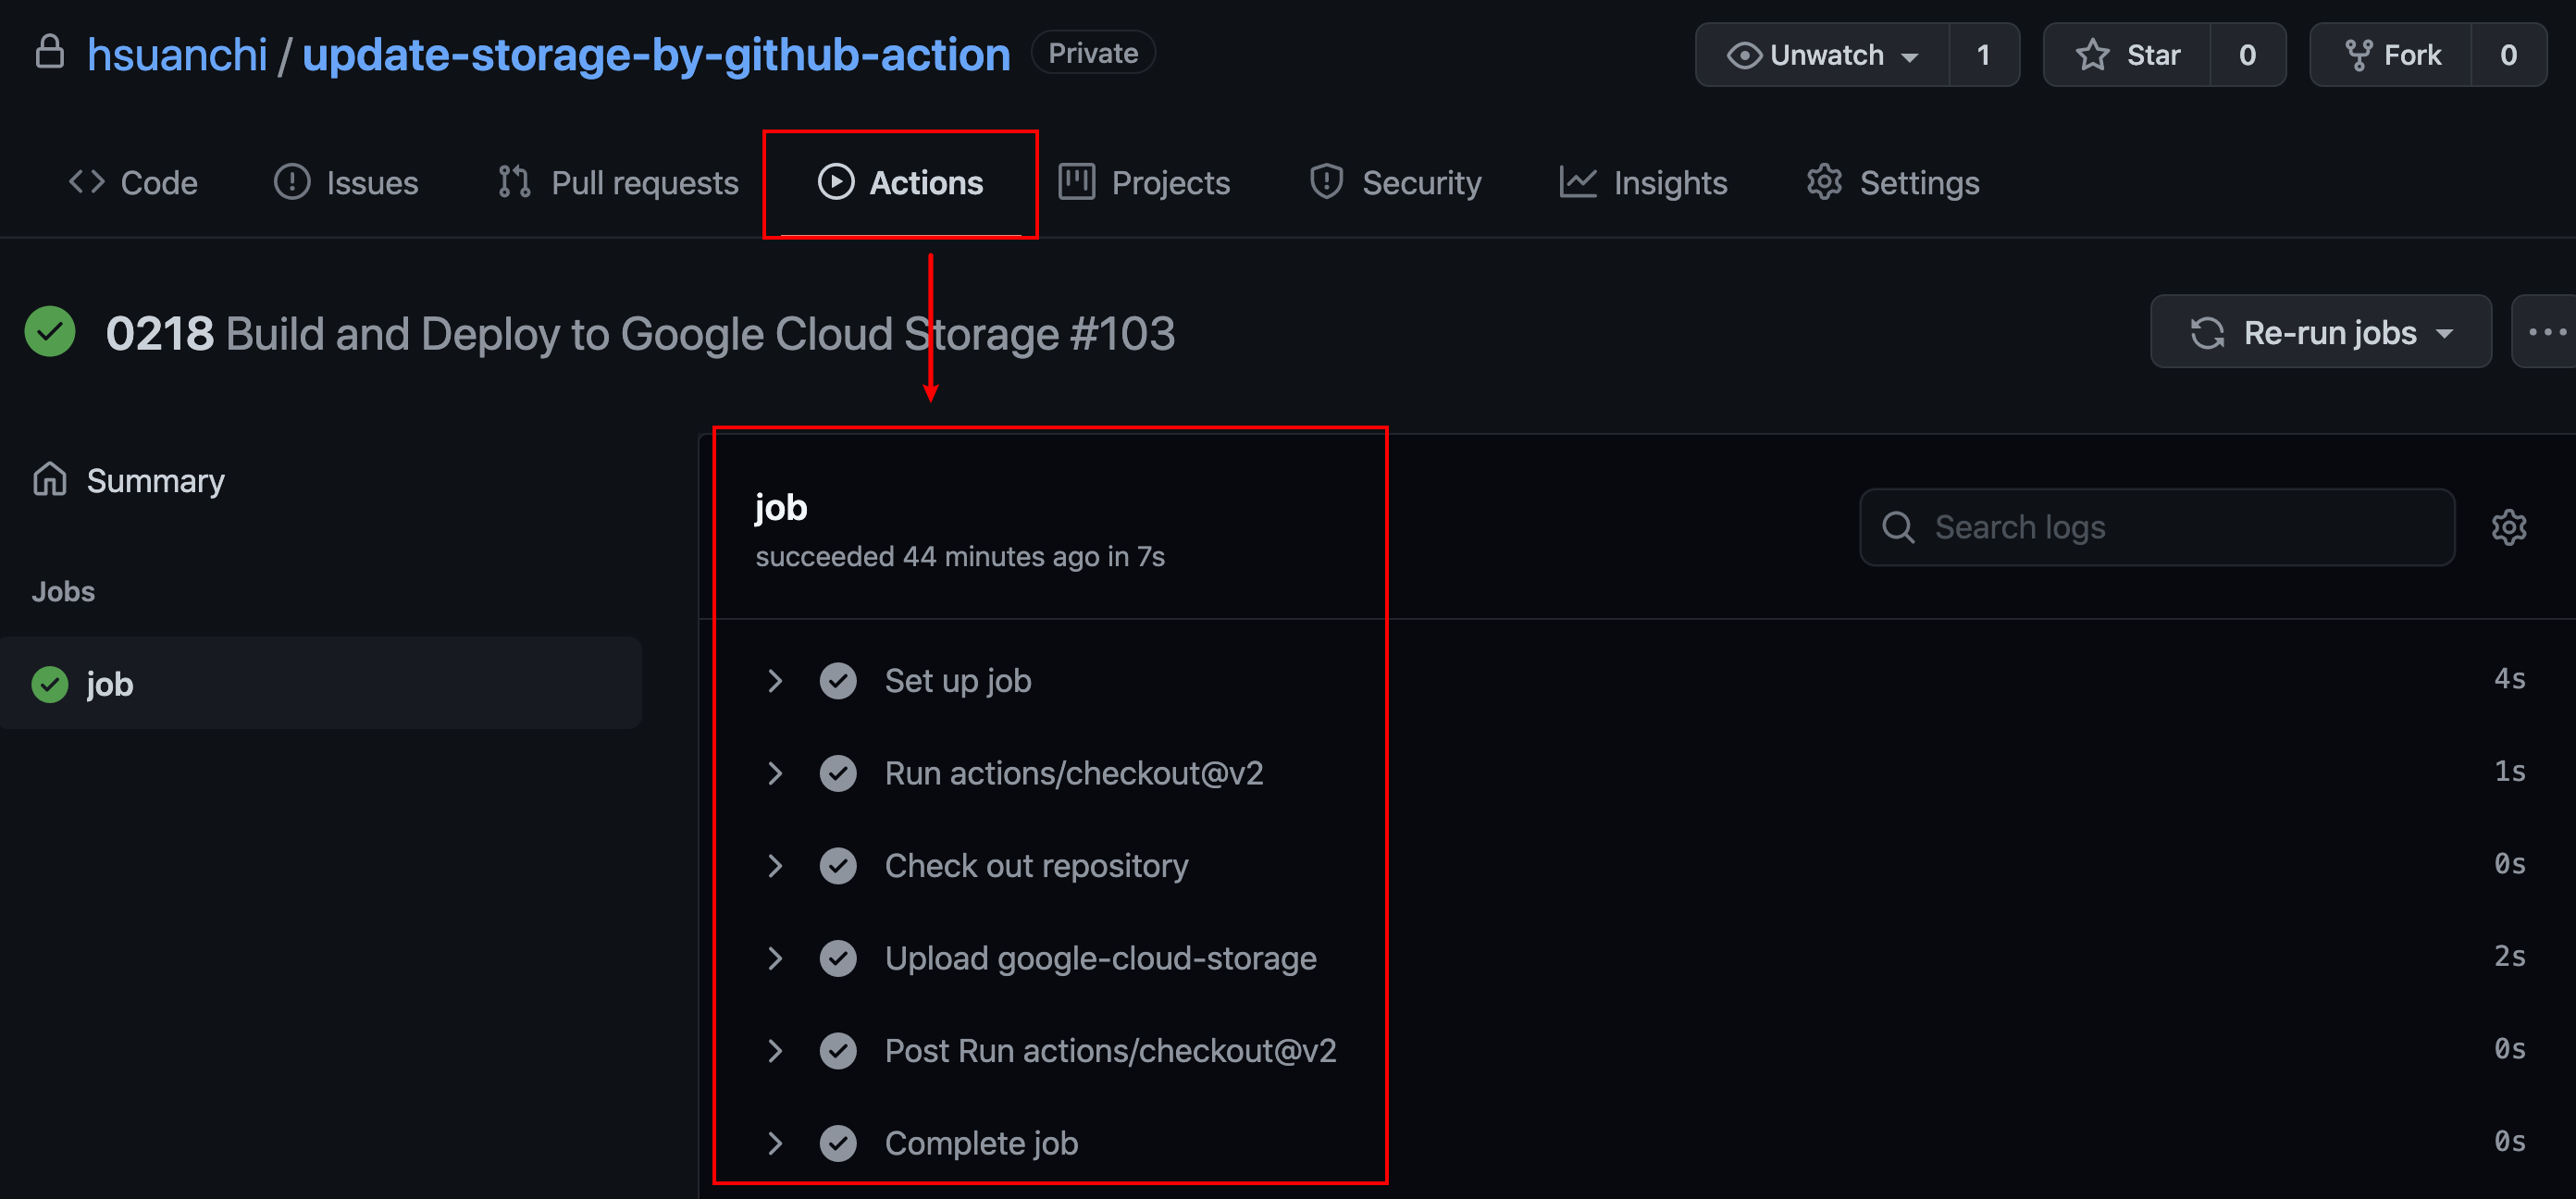 hsuanchi / update-storage-by-github-action Private Unwatch 1 Star 0 Fork 0
Code Issues Pull requests Actions Projects Security Insights Settings
0218 Build and Deploy to Google Cloud Storage #103 Re-run jobs
Summary
Jobs
job
job
succeeded 44 minutes ago in 7s
Search logs
Set up job 4s
Run actions/checkout@v2 1s
Check out repository 0s
Upload google-cloud-storage 2s
Post Run actions/checkout@v2 0s
Complete job 0s